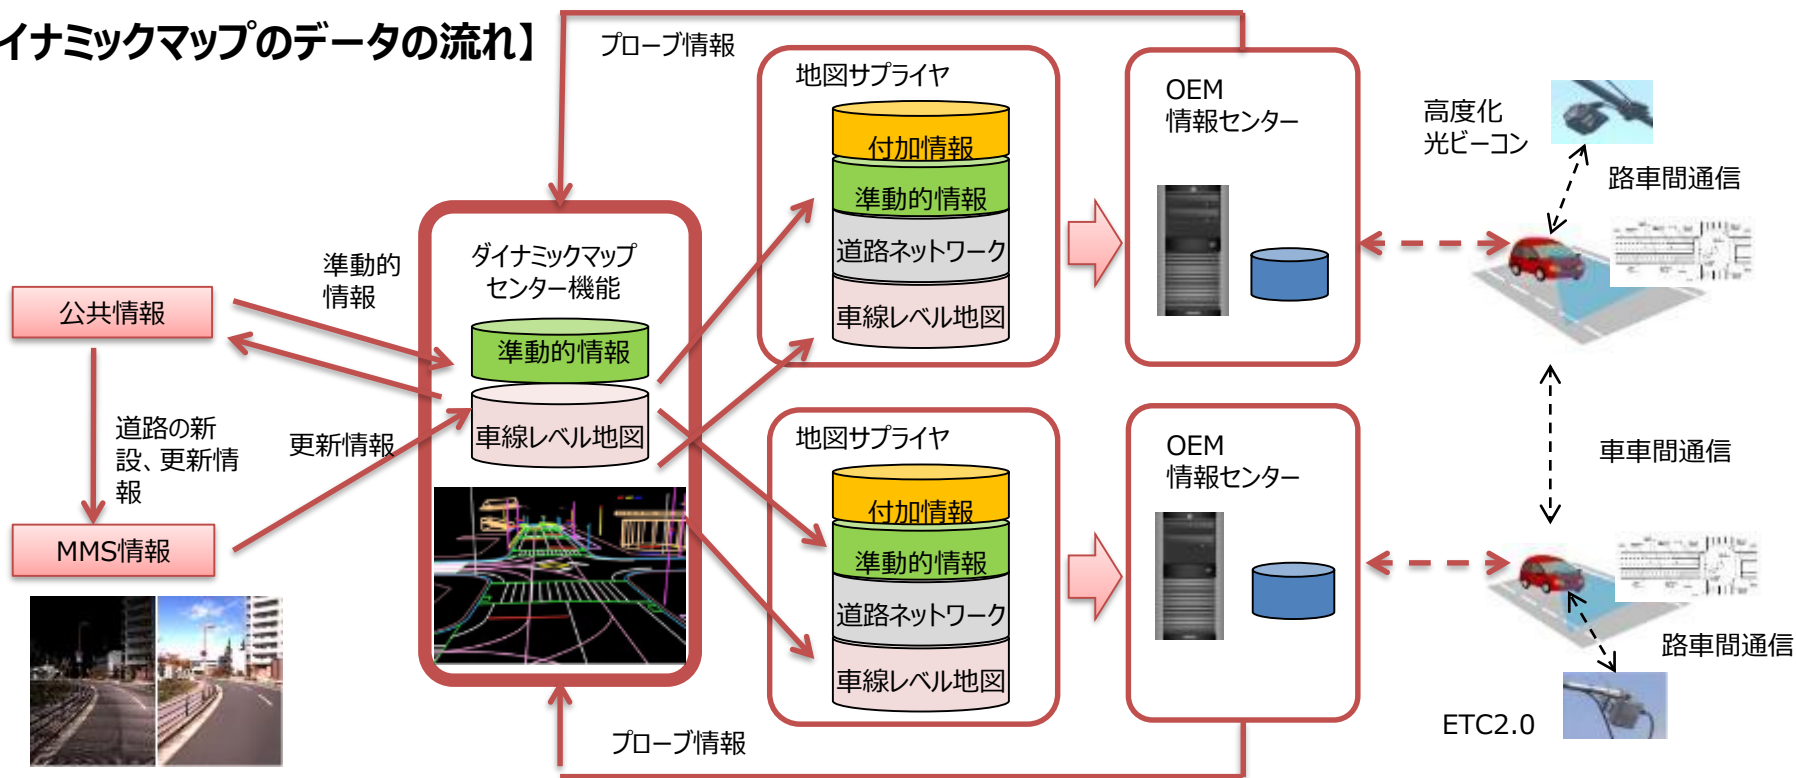 イナミックマップのデータの流れ】
プローブ情報
地図サプライヤ
付加情報
準動的情報
道路ネットワーク
車線レベル地図
OEM
情報センター
高度化
光ビーコン
路車間通信
ダイナミックマップ
センター機能
準動的情報
車線レベル地図
準動的
情報
公共情報
道路の新
設、更新情
報
更新情報
MMS情報
地図サプライヤ
付加情報
準動的情報
道路ネットワーク
車線レベル地図
OEM
情報センター
車車間通信
路車間通信
ETC2.0
プローブ情報